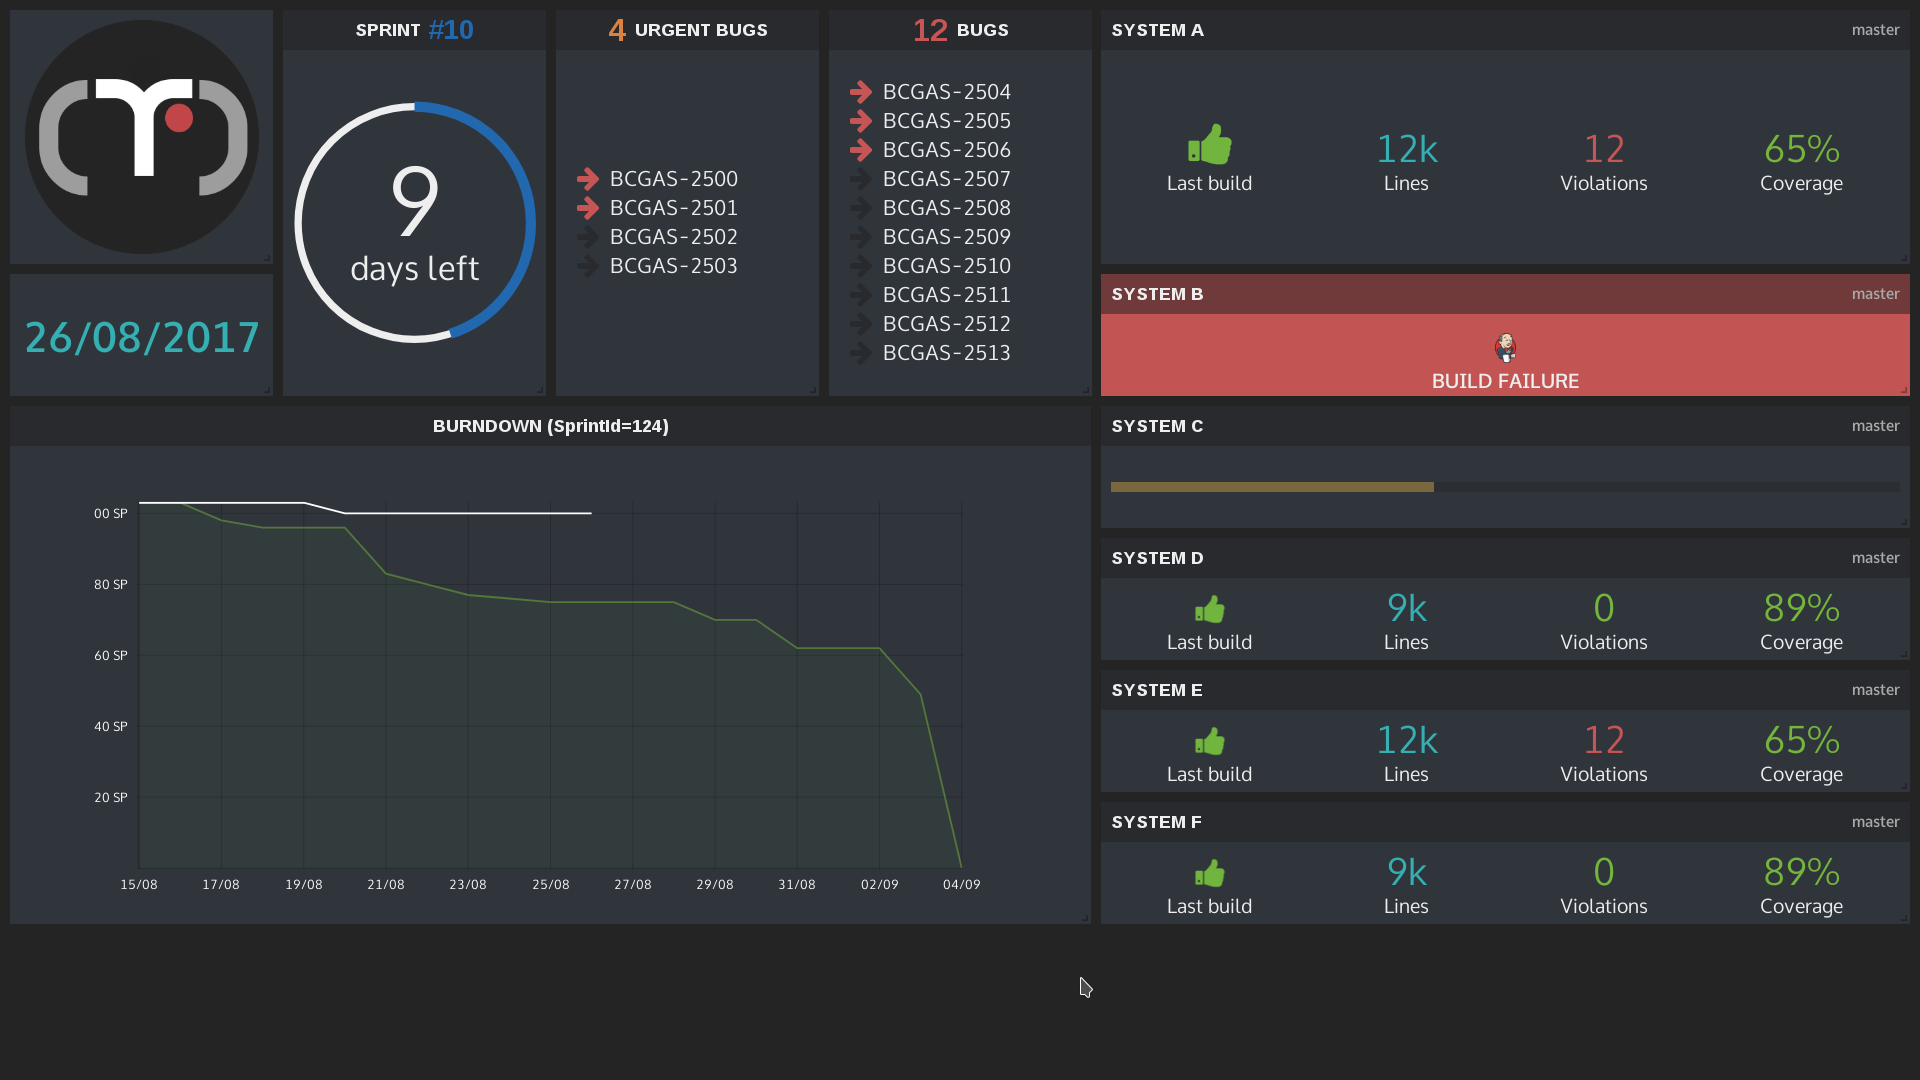 26/08/2017
SPRINT #10
9
days left
4 URGENT BUGS
BCGAS-2500
BCGAS-2501
BCGAS-2502
BCGAS-2503
12 BUGS
BCGAS-2504
BCGAS-2505
BCGAS-2506
BCGAS-2507
BCGAS-2508
BCGAS-2509
BCGAS-2510
BCGAS-2511
BCGAS-2512
BCGAS-2513
SYSTEM A master
12k 12 65%
Last build Lines Violations Coverage
SYSTEM B master
BUILD FAILURE
BURNDOWN (SprintId=124)
00 SP
80 SP
60 SP
40 SP
20 SP
15/08 17/08 19/08 21/08 23/08 25/08 27/08 29/08 31/08 02/09 04/09
SYSTEM C master
SYSTEM D master
9k 0 89%
Last build Lines Violations Coverage
SYSTEM E master
12k 12 65%
Last build Lines Violations Coverage
SYSTEM F master
9k 0 89%
Last build Lines Violations Coverage